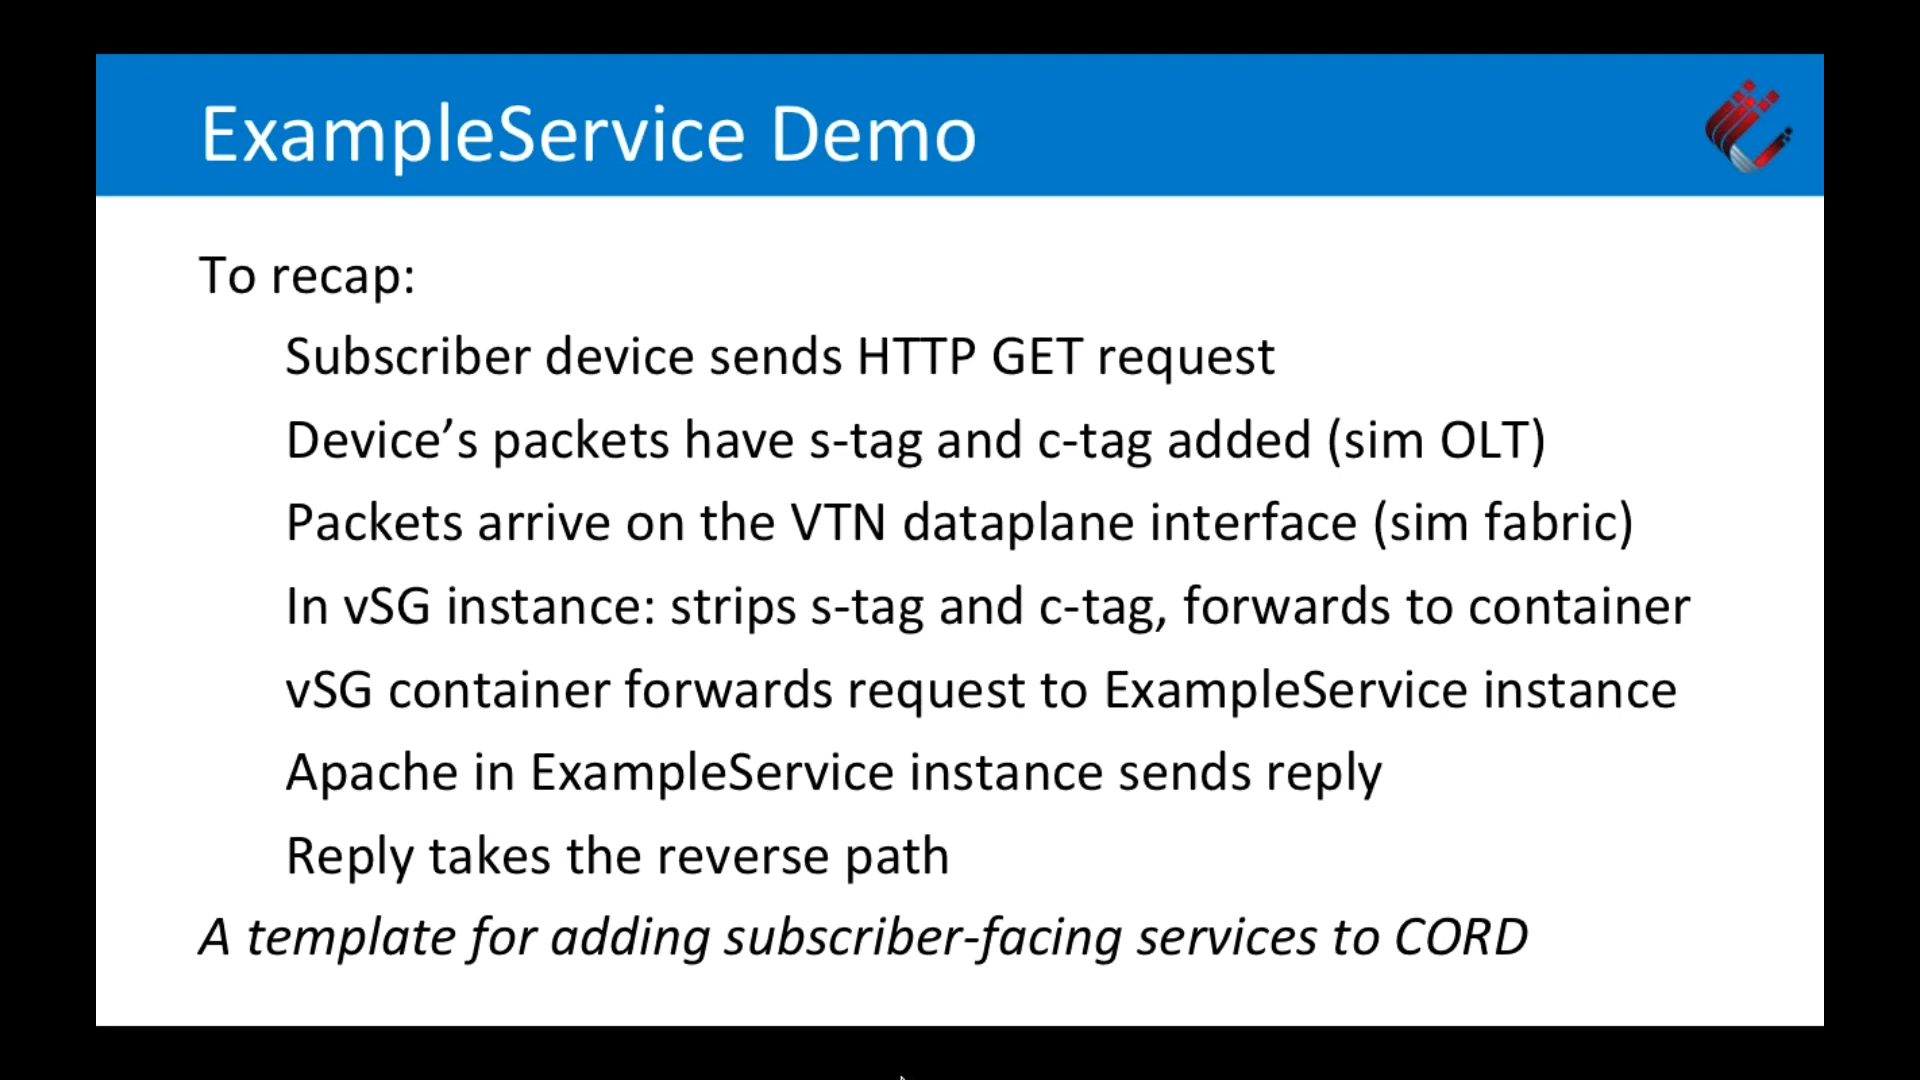 ExampleService Demo
To recap:
Subscriber device sends HTTP GET request
Device’s packets have s-tag and c-tag added (sim OLT)
Packets arrive on the VTN dataplane interface (sim fabric)
In vSG instance: strips s-tag and c-tag, forwards to container
vSG container forwards request to ExampleService instance
Apache in ExampleService instance sends reply
Reply takes the reverse path
A template for adding subscriber-facing services to CORD